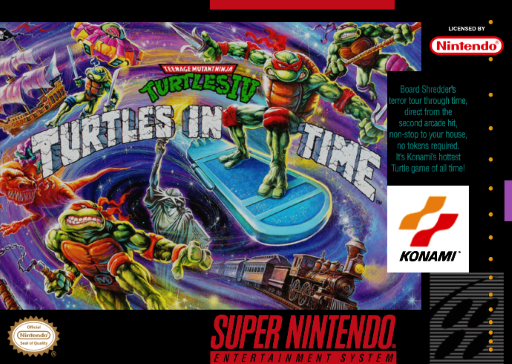 LICENSED BY
Nintendo
TEENAGE MUTANT NINJA
TURTLES IV
TURTLES IN
TIME
Board Shredder's
terror tour through time,
direct from the
second arcade hit,
non-stop to your house,
no tokens required.
It's Konami's hottest
Turtle game of all time!
KONAMI
Official
Nintendo
Seal of Quality
SUPER NINTENDO
ENTERTAINMENT SYSTEM